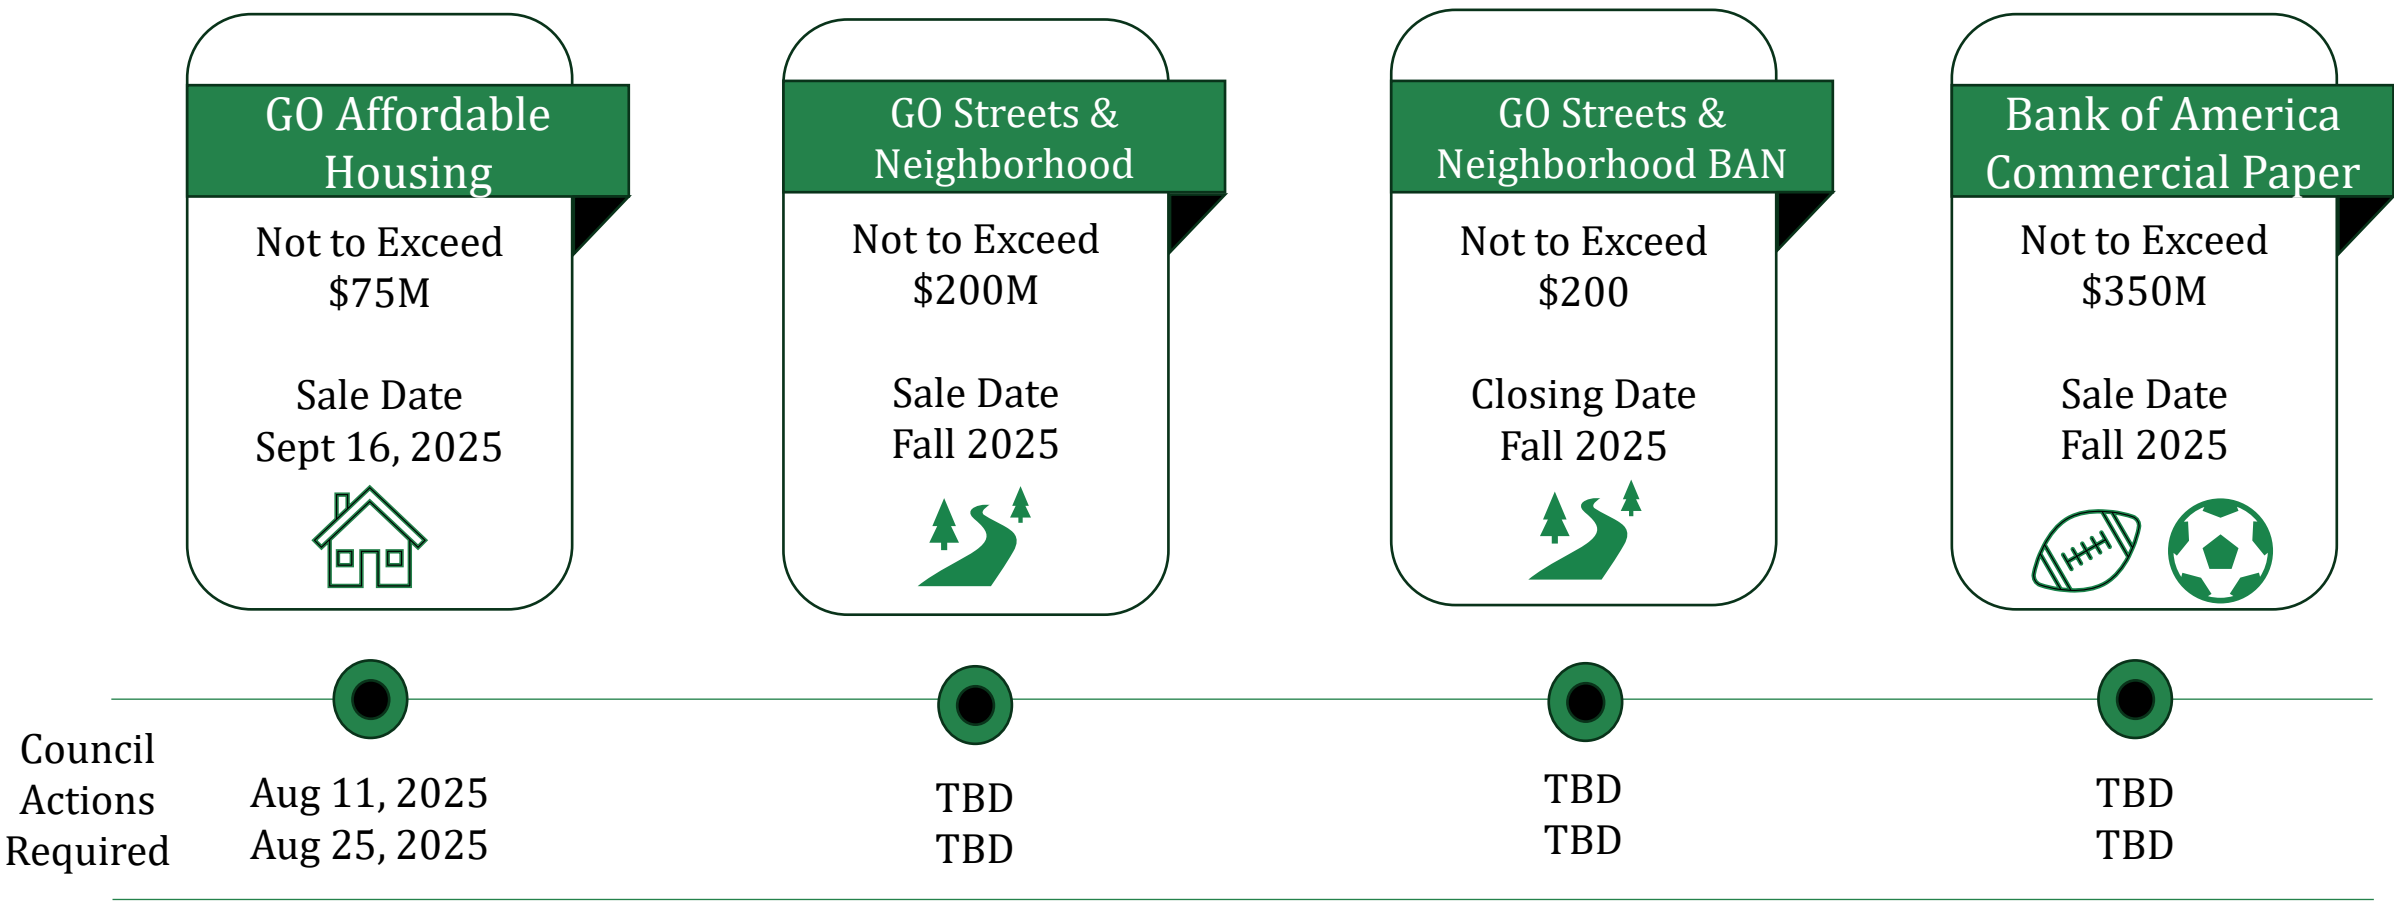 GO Affordable
Housing
Not to Exceed
$75M
Sale Date
Sept 16, 2025
GO Streets &
Neighborhood
Not to Exceed
$200M
Sale Date
Fall 2025
GO Streets &
Neighborhood BAN
Not to Exceed
$200
Closing Date
Fall 2025
Bank of America
Commercial Paper
Not to Exceed
$350M
Sale Date
Fall 2025
Council
Actions
Required
Aug 11, 2025
Aug 25, 2025
TBD
TBD
TBD
TBD
TBD
TBD